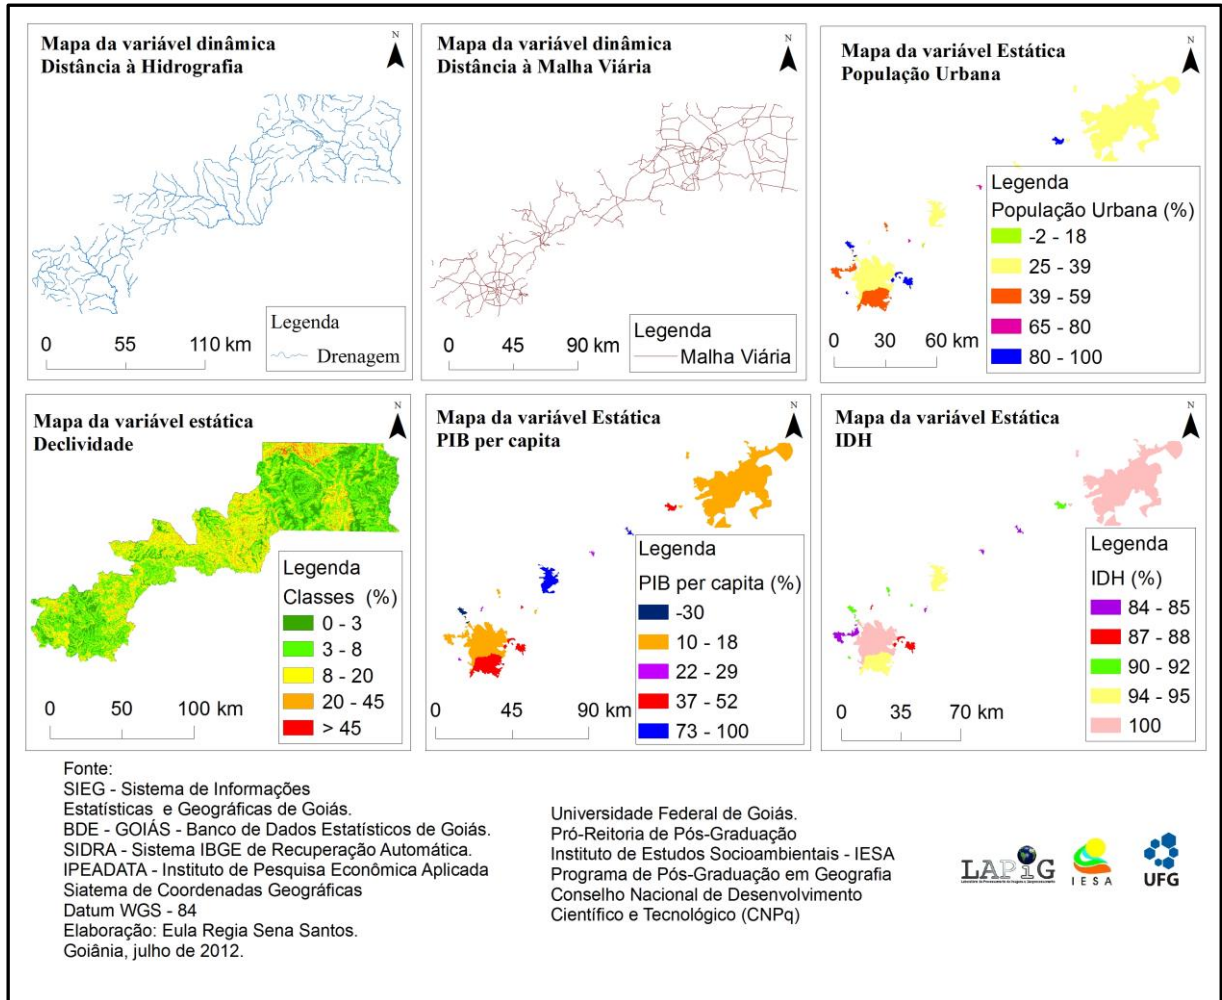 Mapa da variável dinâmica
Distância à Hidrografia
N
0 55 110 km
Legenda
Drenagem
Mapa da variável dinâmica
Distância à Malha Viária
N
0 45 90 km
Legenda
Malha Viária
Mapa da variável Estática
População Urbana
N
Legenda
População Urbana (%)
-2 - 18
25 - 39
39 - 59
65 - 80
80 - 100
0 30 60 km
Mapa da variável estática
Declividade
N
Legenda
Classes (%)
0 - 3
3 - 8
8 - 20
20 - 45
> 45
0 50 100 km
Mapa da variável Estática
PIB per capita
N
Legenda
PIB per capita (%)
-30
10 - 18
22 - 29
37 - 52
73 - 100
0 45 90 km
Mapa da variável Estática
IDH
N
Legenda
IDH (%)
84 - 85
87 - 88
90 - 92
94 - 95
100
0 35 70 km
Fonte:
SIEG - Sistema de Informações
Estatísticas e Geográficas de Goiás.
BDE - GOIÁS - Banco de Dados Estatísticos de Goiás.
SIDRA - Sistema IBGE de Recuperação Automática.
IPEADATA - Instituto de Pesquisa Econômica Aplicada
Siatema de Coordenadas Geográficas
Datum WGS - 84
Elaboração: Eula Regia Sena Santos.
Goiânia, julho de 2012.
Universidade Federal de Goiás.
Pró-Reitoria de Pós-Graduação
Instituto de Estudos Socioambientais - IESA
Programa de Pós-Graduação em Geografia
Conselho Nacional de Desenvolvimento
Científico e Tecnológico (CNPq)
LAPIG
IESA
UFG